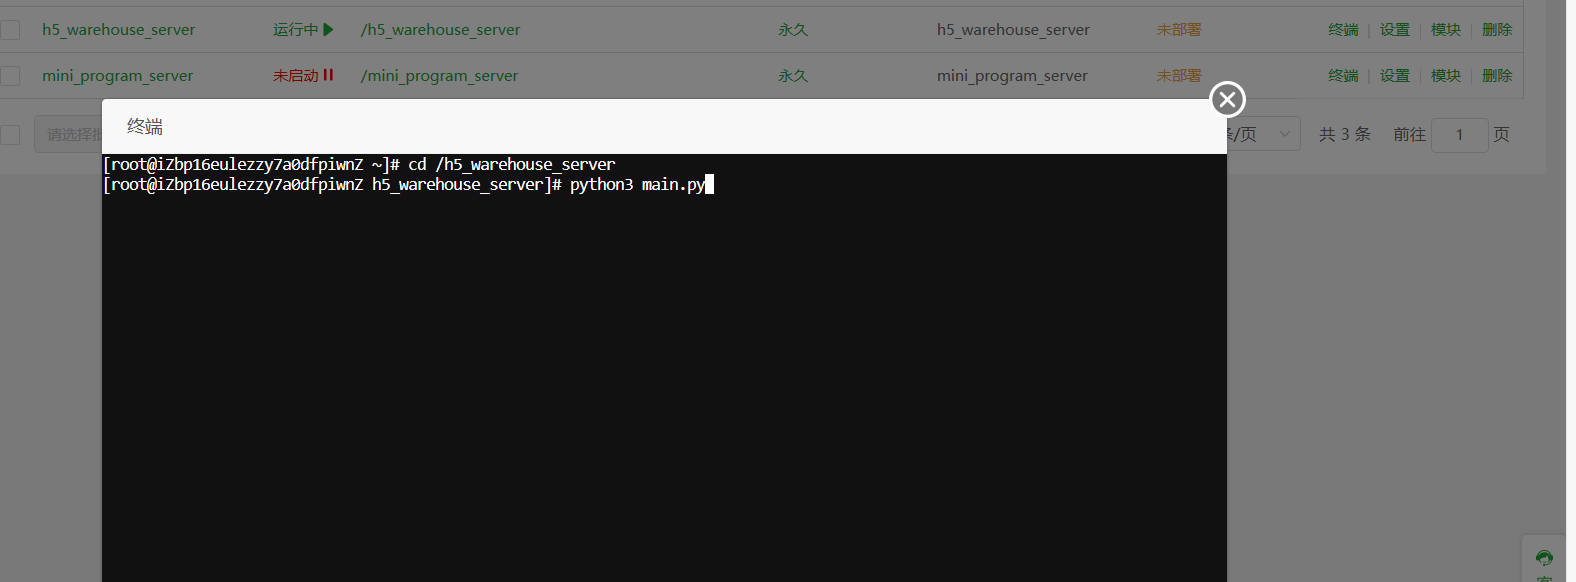 h5_warehouse_server 运行中 /h5_warehouse_server 永久 h5_warehouse_server 未部署 终端 | 设置 | 模块 | 删除
mini_program_server 未启动 /mini_program_server 永久 mini_program_server 未部署 终端 | 设置 | 模块 | 删除
终端
请选择 /页 共 3 条 前往 1 页
[root@iZbp16eulezzy7a0dfpiwnZ ~]# cd /h5_warehouse_server
[root@iZbp16eulezzy7a0dfpiwnZ h5_warehouse_server]# python3 main.py